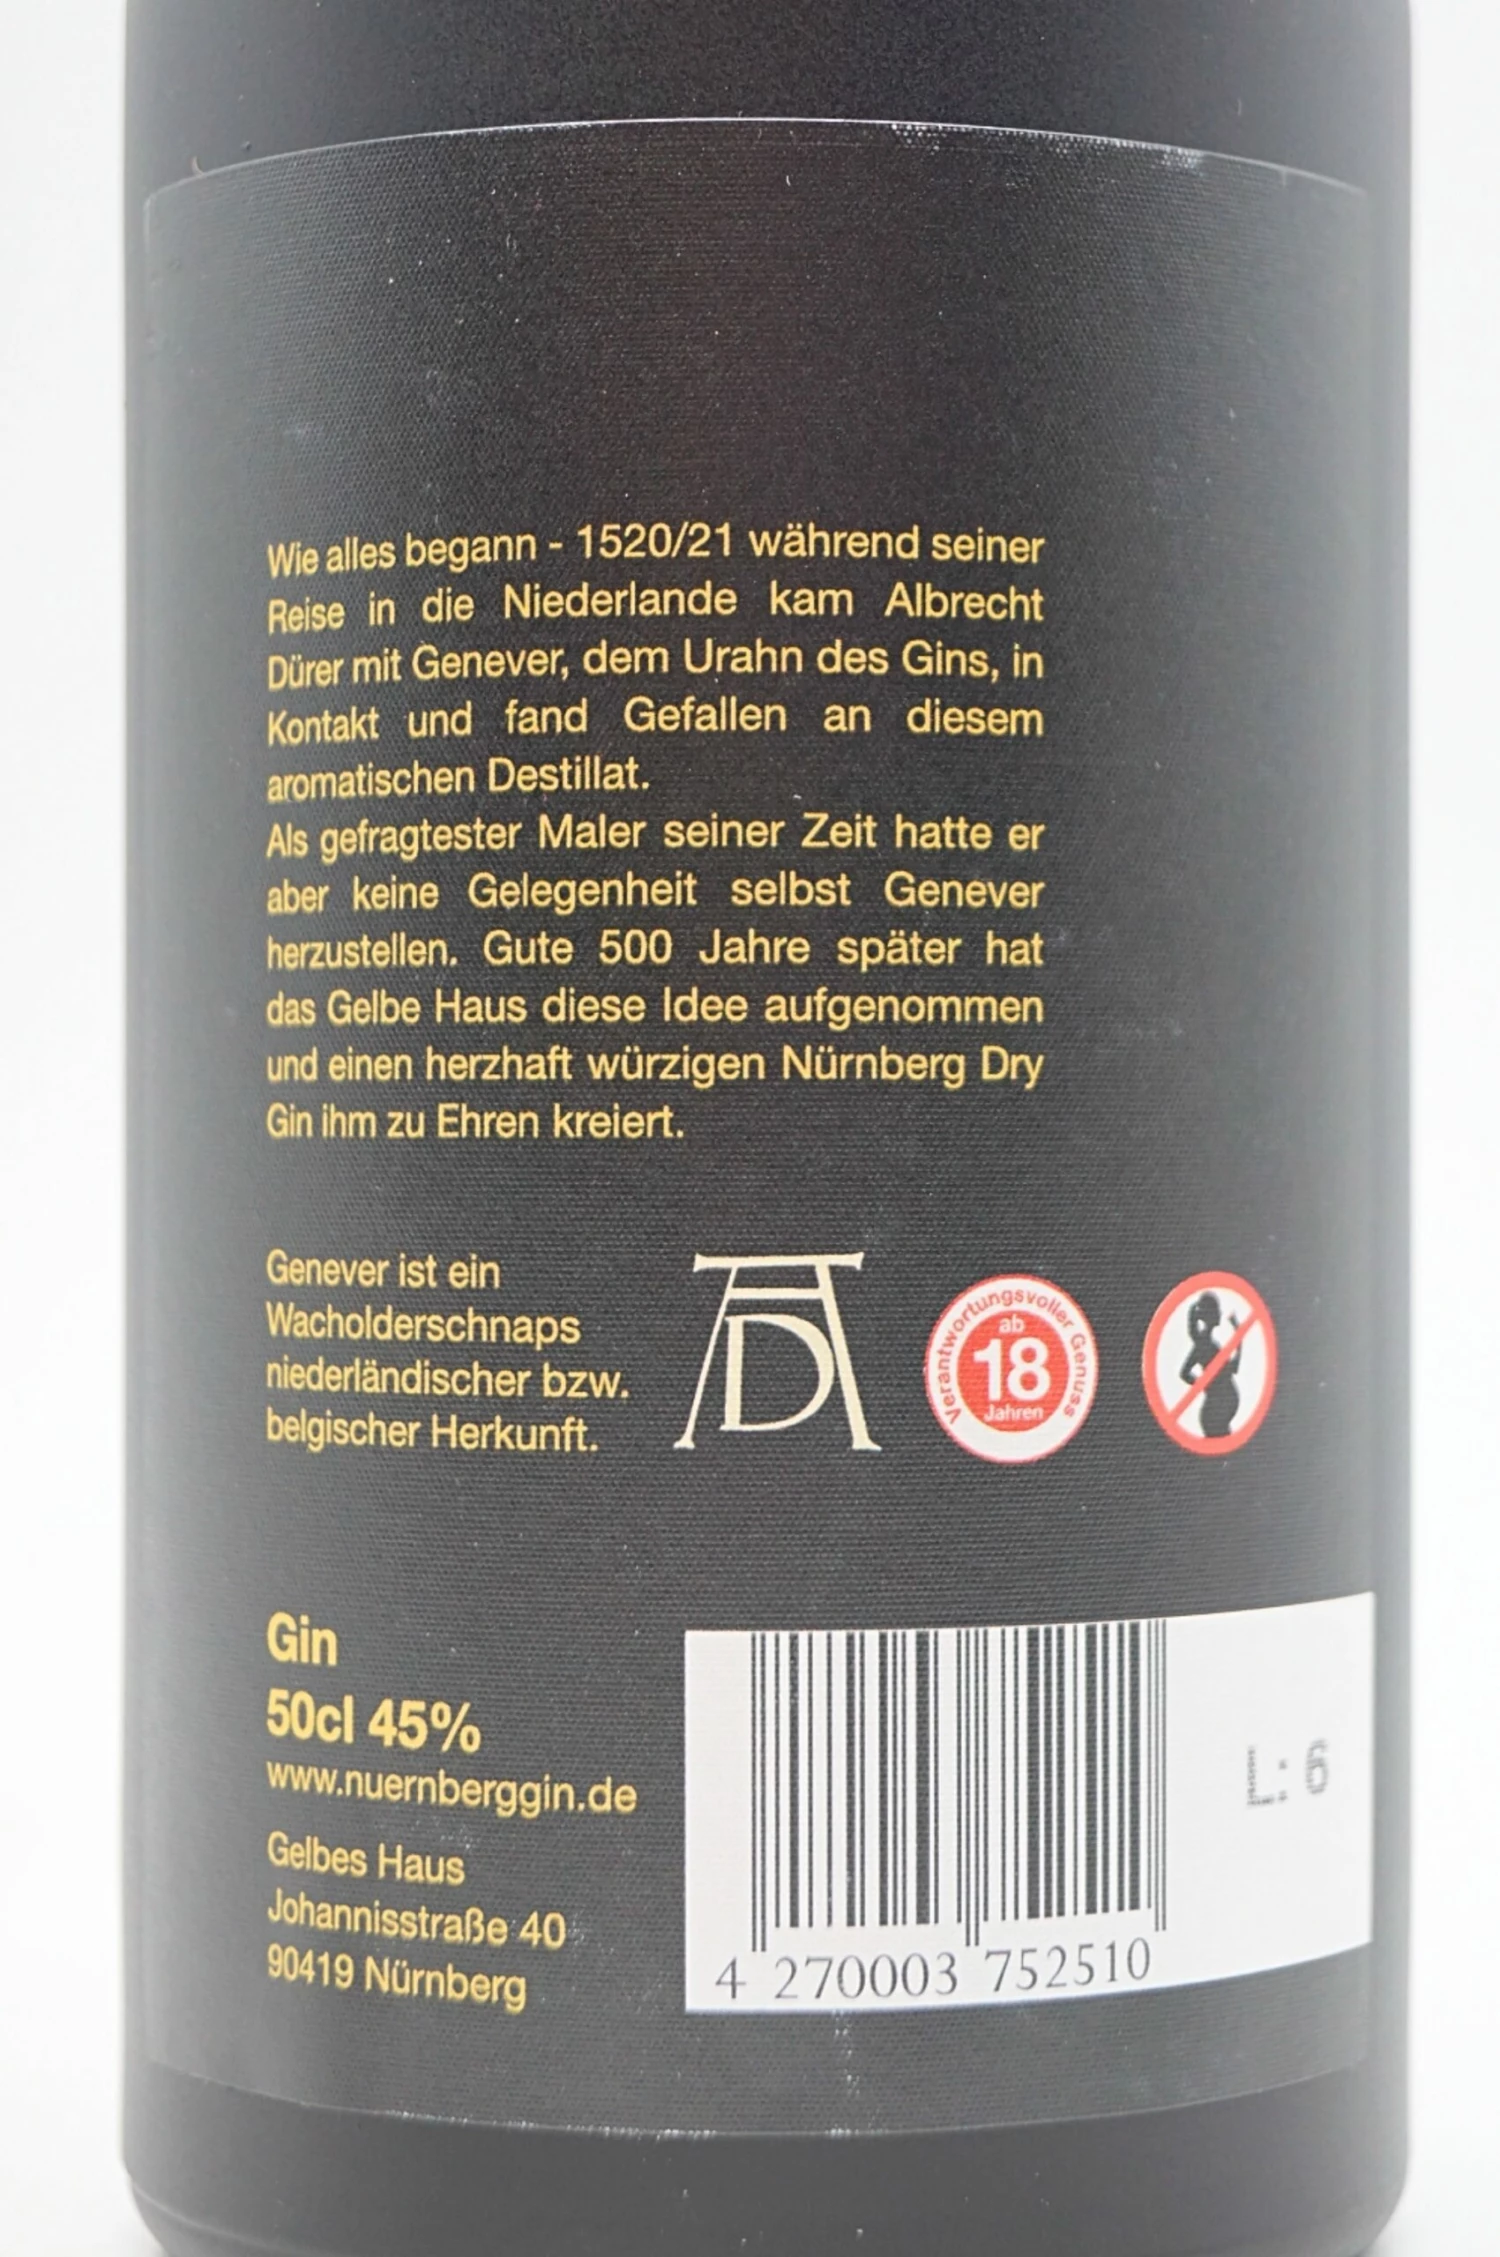 Wie alles begann - 1520/21 während seiner
Reise in die Niederlande kam Albrecht
Dürer mit Genever, dem Urahn des Gins, in
Kontakt und fand Gefallen an diesem
aromatischen Destillat.
Als gefragtester Maler seiner Zeit hatte er
aber keine Gelegenheit selbst Genever
herzustellen. Gute 500 Jahre später hat
das Gelbe Haus diese Idee aufgenommen
und einen herzhaft würzigen Nürnberg Dry
Gin ihm zu Ehren kreiert.
Genever ist ein
Wacholderschnaps
niederländischer bzw.
belgischer Herkunft.
AD
Verantwortungsvoller Genuss
ab
18
Jahren
Gin
50cl 45%
www.nuernberggin.de
Gelbes Haus
Johannisstraße 40
90419 Nürnberg
4 270003 752510
L:6